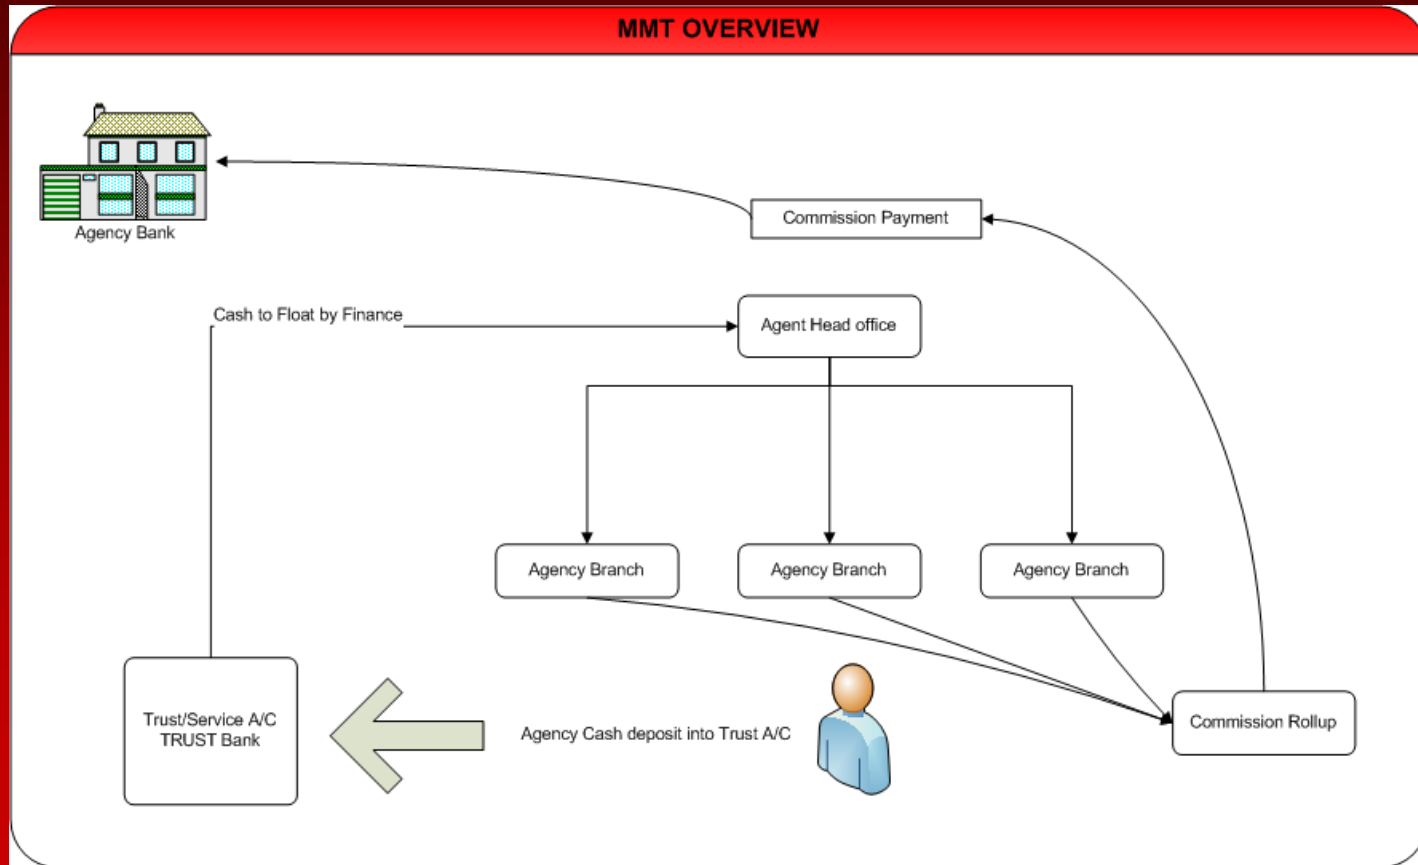 MMT OVERVIEW
Agency Bank
Commission Payment
Cash to Float by Finance
Agent Head office
Agency Branch
Agency Branch
Agency Branch
Trust/Service A/C
TRUST Bank
Agency Cash deposit into Trust A/C
Commission Rollup